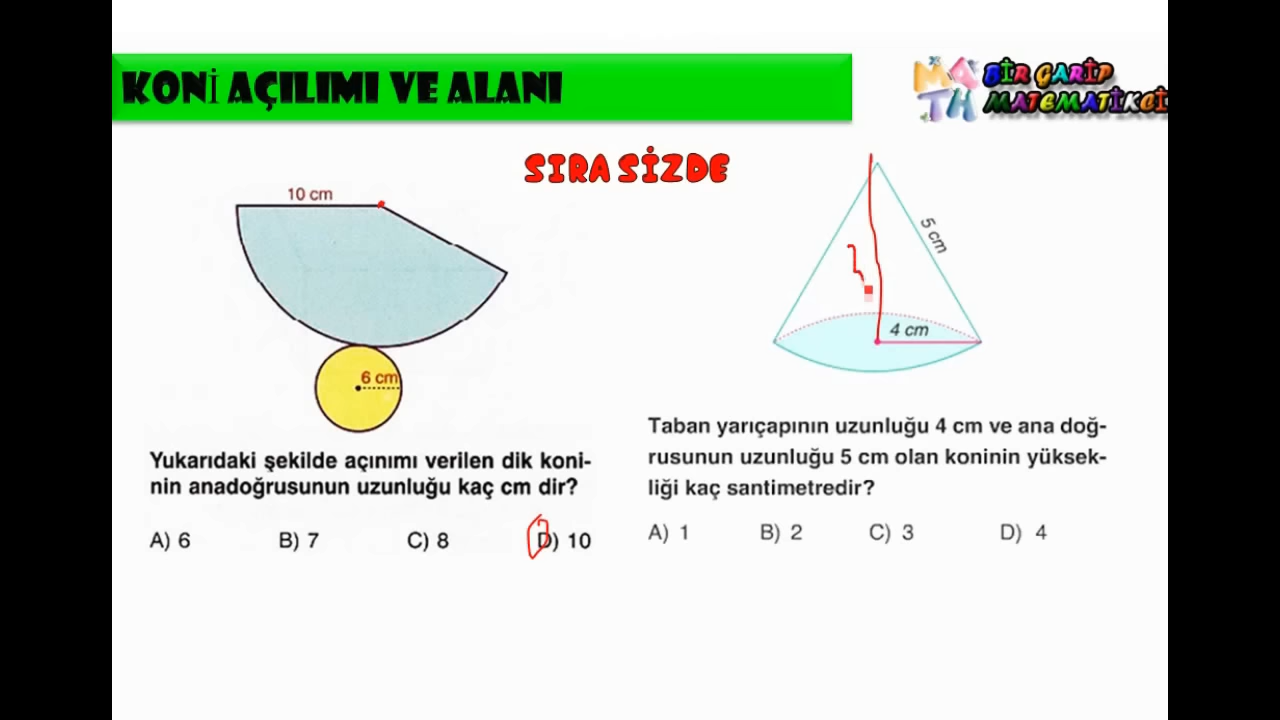 KONİ AÇILIMI VE ALANI
MATH
BİR GARİP
MATEMATİKCİ
SIRA SİZDE
10 cm
6 cm
Yukarıdaki şekilde açınımı verilen dik koni-
nin anadoğrusunun uzunluğu kaç cm dir?
A) 6 B) 7 C) 8 D) 10
5 cm
4 cm
Taban yarıçapının uzunluğu 4 cm ve ana doğ-
rusunun uzunluğu 5 cm olan koninin yüksek-
liği kaç santimetredir?
A) 1 B) 2 C) 3 D) 4